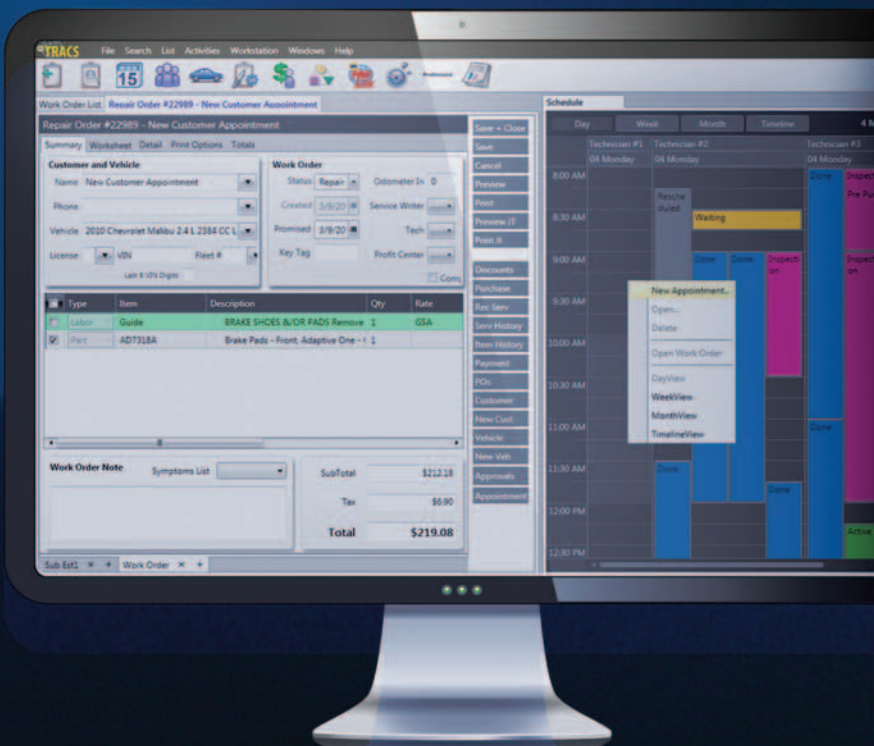 TRACS File Search List Activities Workstation Windows Help
15
Work Order List Repair Order #22989 - New Customer Appointment
Repair Order #22989 - New Customer Appointment
Summary Worksheet Detail Print Options Totals
Customer and Vehicle
Name New Customer Appointment
Phone
Vehicle 2010 Chevrolet Malibu 2.4 L 2384 CC L
License VIN Fleet #
Last 8 VIN Digits
Work Order
Status Repair Odometer In 0
Created 3/9/20 Service Writer
Promised 3/9/20 Tech
Key Tag Profit Center
Com
Type Item Description Qty Rate
Labor Guide BRAKE SHOES &/OR PADS Remove 1 GSA
Part AD7318A Brake Pads - Front, Adaptive One - 1
Work Order Note Symptoms List
SubTotal $212.18
Tax $6.90
Total $219.08
Sub Est1 × + Work Order × +
Save + Close
Save
Cancel
Preview
Print
Preview JT
Print Jt
Discounts
Purchase
Rec Serv
Serv History
Item History
Payment
POs
Customer
New Cust
Vehicle
New Veh
Approvals
Appointment
Schedule
Day Week Month Timeline 4 M
Technician #1 Technician #2 Technician #3
04 Monday 04 Monday 04 Monday
8:00 AM
8:30 AM
9:00 AM
9:30 AM
10:00 AM
10:30 AM
11:00 AM
11:30 AM
12:00 PM
12:30 PM
Resche
duled
Waiting
Done
Done
Inspecti
on
Done
Inspect
Pre Pu
Inspect
on
New Appointment...
Open...
Delete
Open Work Order
DayView
WeekView
MonthView
TimelineView
Done
Done
Done
Active